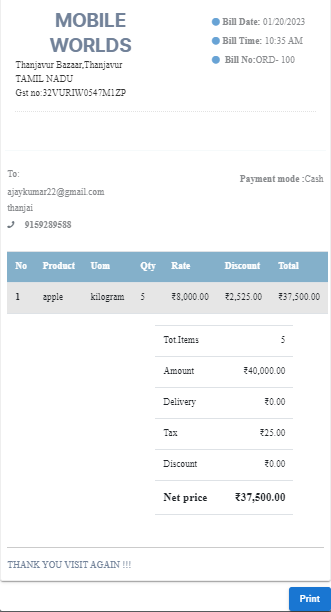 MOBILE
WORLDS
Thanjavur Bazaar,Thanjavur
TAMIL NADU
Gst no:32VURIW0547M1ZP
Bill Date: 01/20/2023
Bill Time: 10:35 AM
Bill No:ORD- 100
To:
ajaykumar22@gmail.com
thanjai
9159289588
Payment mode :Cash
No Product Uom Qty Rate Discount Total
1 apple kilogram 5 ₹8,000.00 ₹2,525.00 ₹37,500.00
Tot.Items 5
Amount ₹40,000.00
Delivery ₹0.00
Tax ₹25.00
Discount ₹0.00
Net price ₹37,500.00
THANK YOU VISIT AGAIN !!!
Print